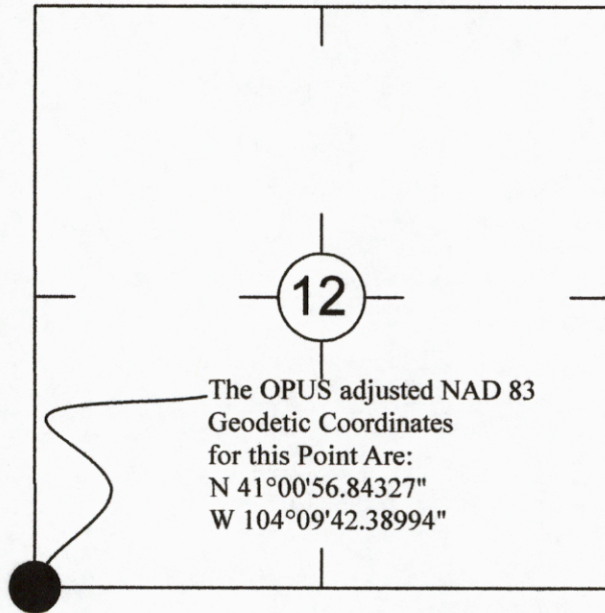 12
The OPUS adjusted NAD 83
Geodetic Coordinates
for this Point Are:
N 41°00'56.84327"
W 104°09'42.38994"